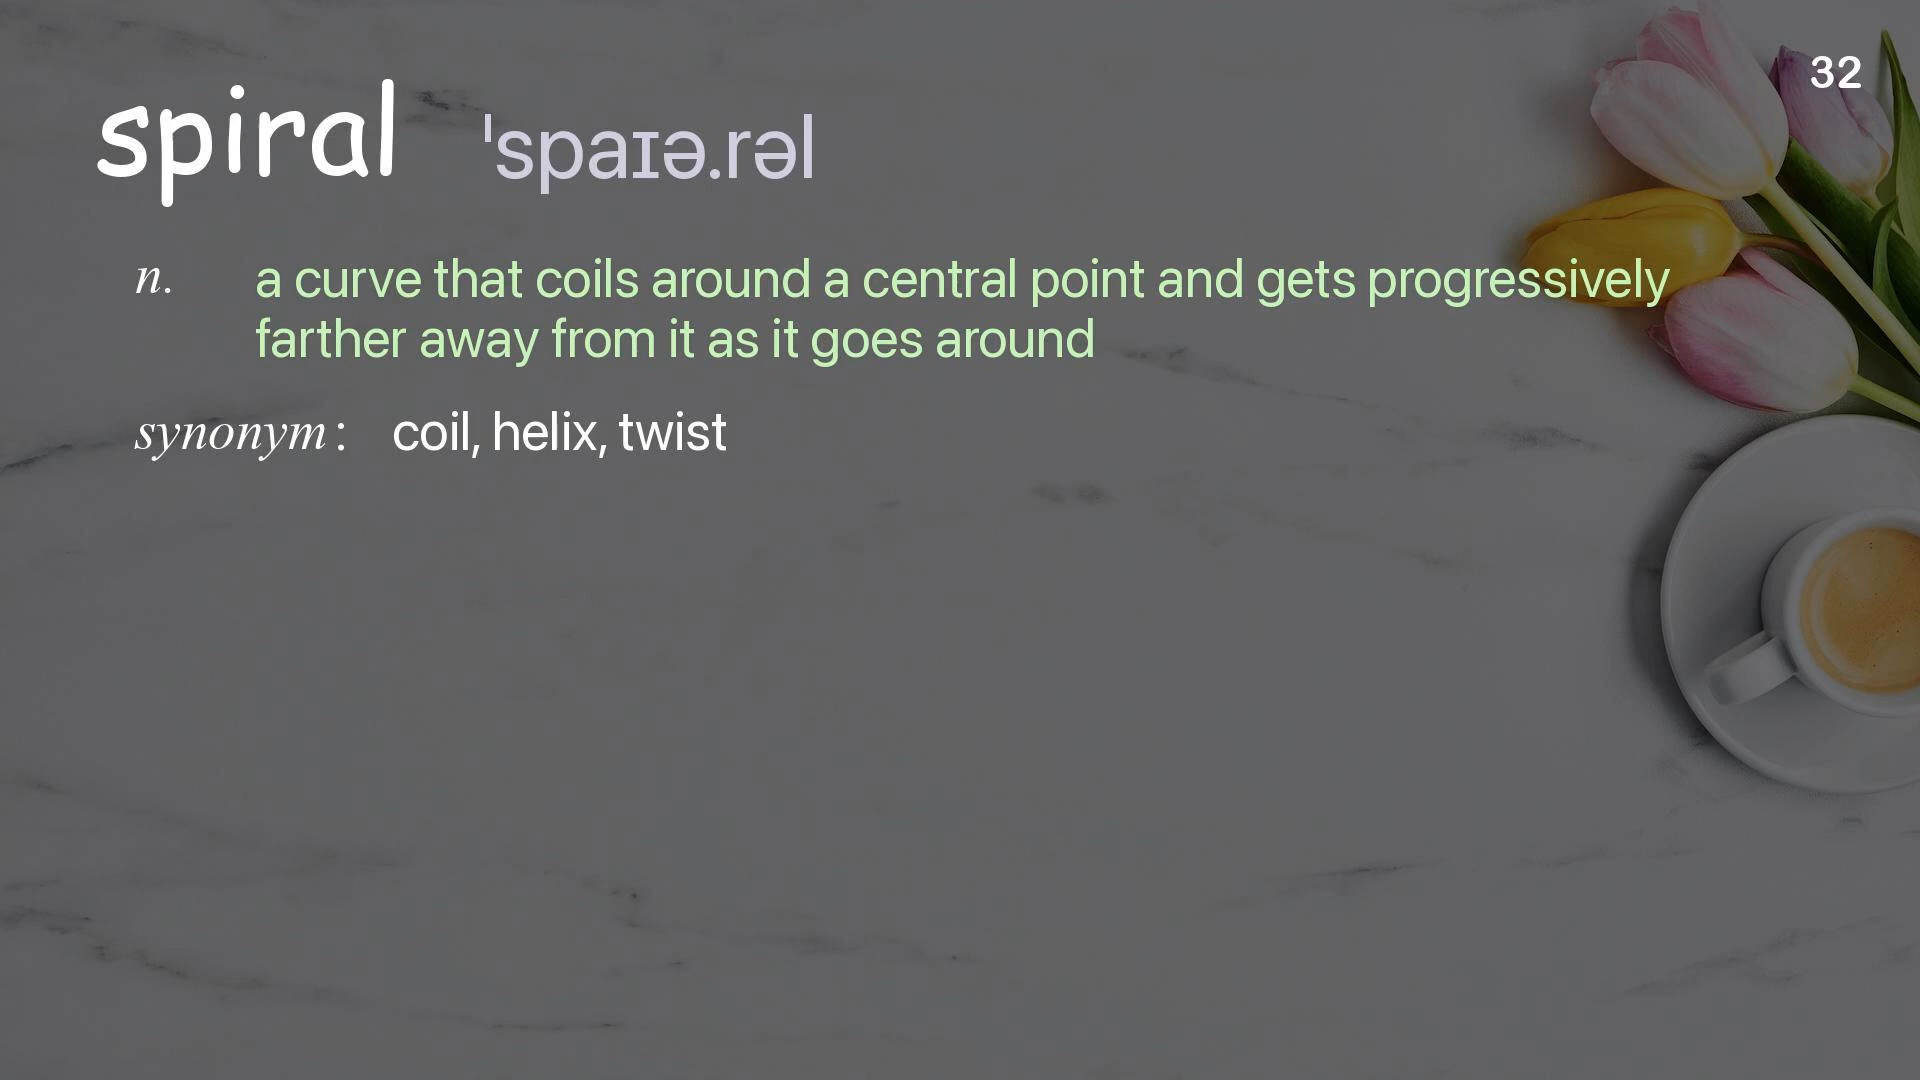 32
spiral ˈspaɪə.rəl
n. a curve that coils around a central point and gets progressively
farther away from it as it goes around
synonym: coil, helix, twist